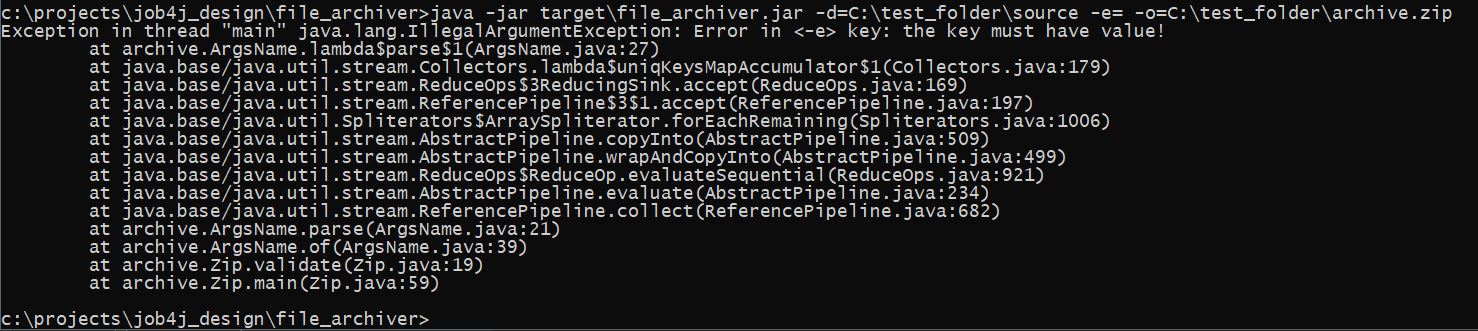 c:\projects\job4j_design\file_archiver>java -jar target\file_archiver.jar -d=C:\test_folder\source -e= -o=C:\test_folder\archive.zip
Exception in thread "main" java.lang.IllegalArgumentException: Error in <-e> key: the key must have value!
        at archive.ArgsName.lambda$parse$1(ArgsName.java:27)
        at java.base/java.util.stream.Collectors.lambda$uniqKeysMapAccumulator$1(Collectors.java:179)
        at java.base/java.util.stream.ReduceOps$3ReducingSink.accept(ReduceOps.java:169)
        at java.base/java.util.stream.ReferencePipeline$3$1.accept(ReferencePipeline.java:197)
        at java.base/java.util.Spliterators$ArraySpliterator.forEachRemaining(Spliterators.java:1006)
        at java.base/java.util.stream.AbstractPipeline.copyInto(AbstractPipeline.java:509)
        at java.base/java.util.stream.AbstractPipeline.wrapAndCopyInto(AbstractPipeline.java:499)
        at java.base/java.util.stream.ReduceOps$ReduceOp.evaluateSequential(ReduceOps.java:921)
        at java.base/java.util.stream.AbstractPipeline.evaluate(AbstractPipeline.java:234)
        at java.base/java.util.stream.ReferencePipeline.collect(ReferencePipeline.java:682)
        at archive.ArgsName.parse(ArgsName.java:21)
        at archive.ArgsName.of(ArgsName.java:39)
        at archive.Zip.validate(Zip.java:19)
        at archive.Zip.main(Zip.java:59)
c:\projects\job4j_design\file_archiver>